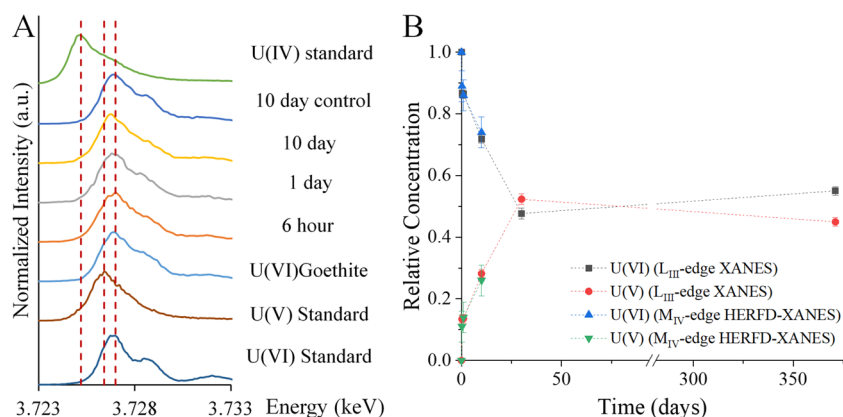 A
Normalized Intensity (a.u.)
U(IV) standard
10 day control
10 day
1 day
6 hour
U(VI)Goethite
U(V) Standard
U(VI) Standard
3.723
3.728
3.733
Energy (keV)
B
Relative Concentration
1.0
0.8
0.6
0.4
0.2
0.0
U(VI) (LIII-edge XANES)
U(V) (LIII-edge XANES)
U(VI) (MIV-edge HERFD-XANES)
U(V) (MIV-edge HERFD-XANES)
0
50
300
350
Time (days)